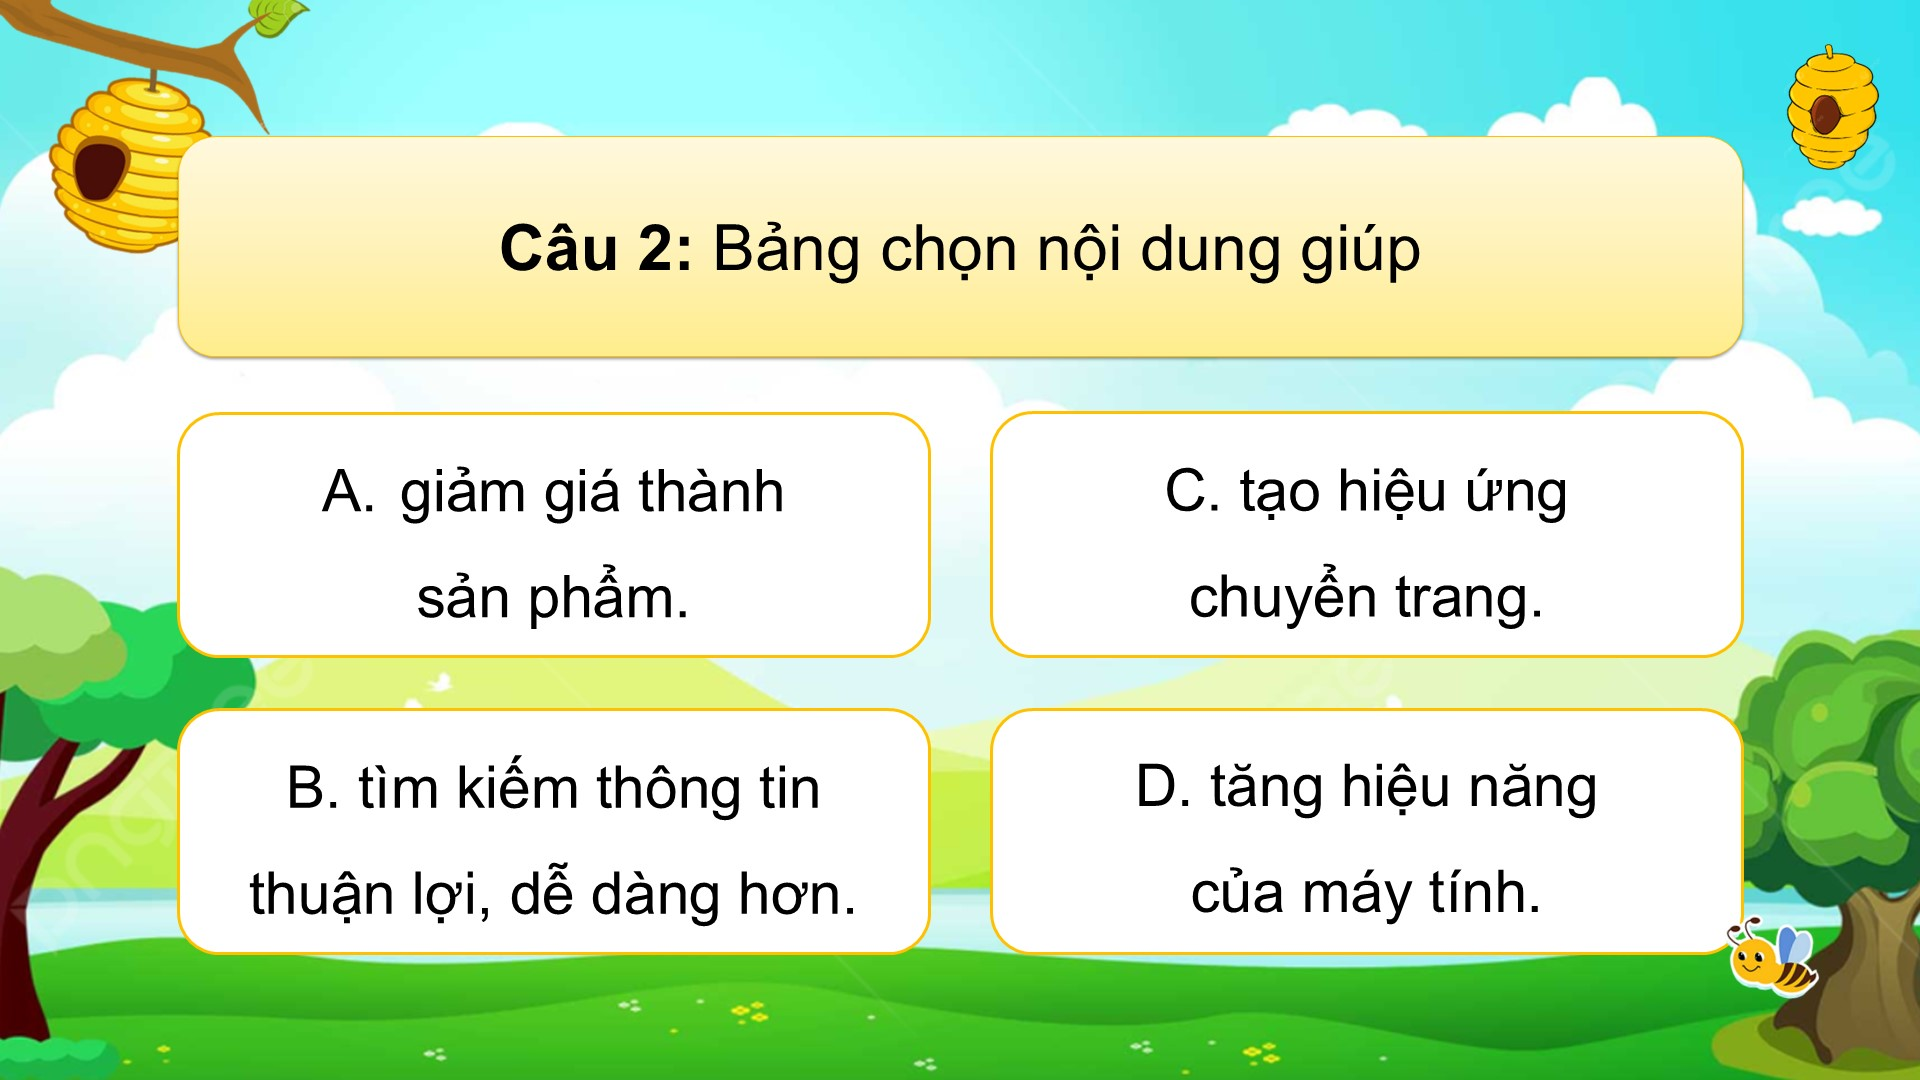 Câu 2: Bảng chọn nội dung giúp
A. giảm giá thành
sản phẩm.
C. tạo hiệu ứng
chuyển trang.
B. tìm kiếm thông tin
thuận lợi, dễ dàng hơn.
D. tăng hiệu năng
của máy tính.